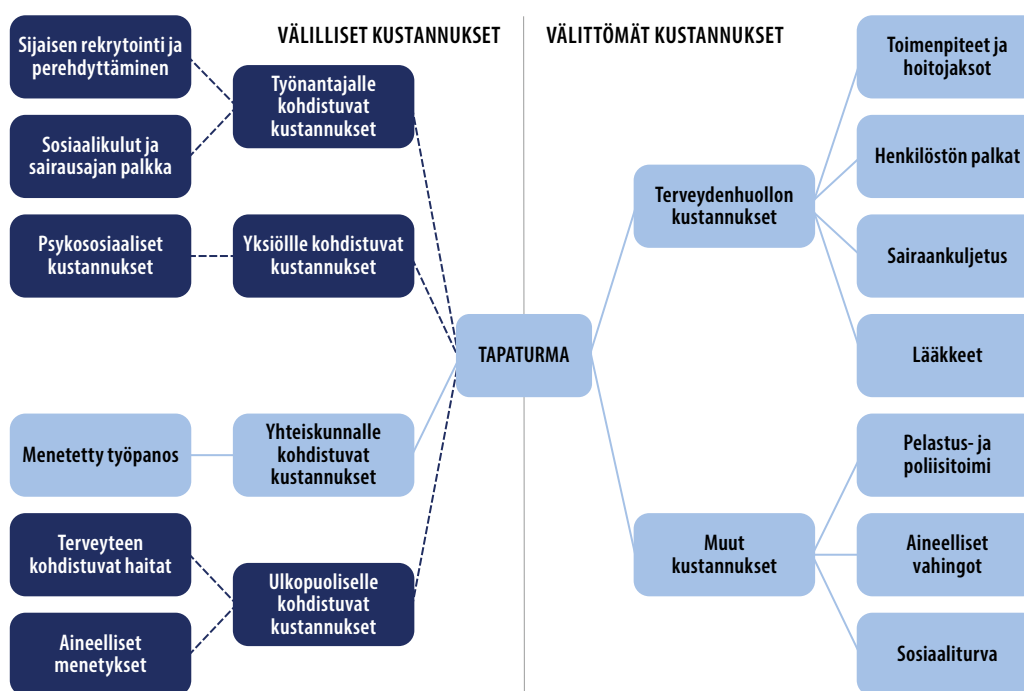 VÄLILLISET KUSTANNUKSET
Sijaisen rekrytointi ja
perehdyttäminen
Sosiaalikulut ja
sairausajan palkka
Työnantajalle
kohdistuvat
kustannukset
Psykososiaaliset
kustannukset
Yksiöllle kohdistuvat
kustannukset
Menetetty työpanos
Yhteiskunnalle
kohdistuvat
kustannukset
Terveyteen
kohdistuvat haitat
Aineelliset
menetykset
Ulkopuoliselle
kohdistuvat
kustannukset
TAPATURMA
VÄLITTÖMÄT KUSTANNUKSET
Terveydenhuollon
kustannukset
Toimenpiteet ja
hoitojaksot
Henkilöstön palkat
Sairaankuljetus
Lääkkeet
Muut
kustannukset
Pelastus- ja
poliisitoimi
Aineelliset
vahingot
Sosiaaliturva